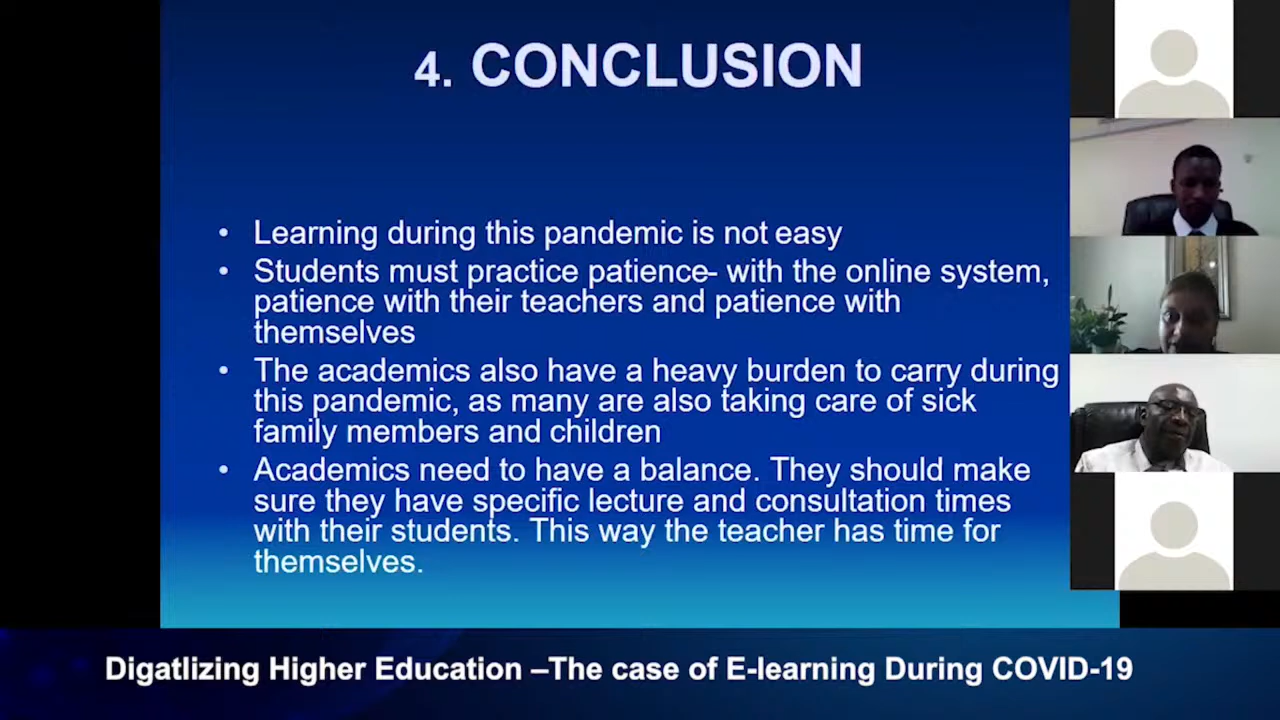 4. CONCLUSION
• Learning during this pandemic is not easy
• Students must practice patience- with the online system,
patience with their teachers and patience with
themselves
• The academics also have a heavy burden to carry during
this pandemic, as many are also taking care of sick
family members and children
• Academics need to have a balance. They should make
sure they have specific lecture and consultation times
with their students. This way the teacher has time for
themselves.
Digatlizing Higher Education –The case of E-learning During COVID-19